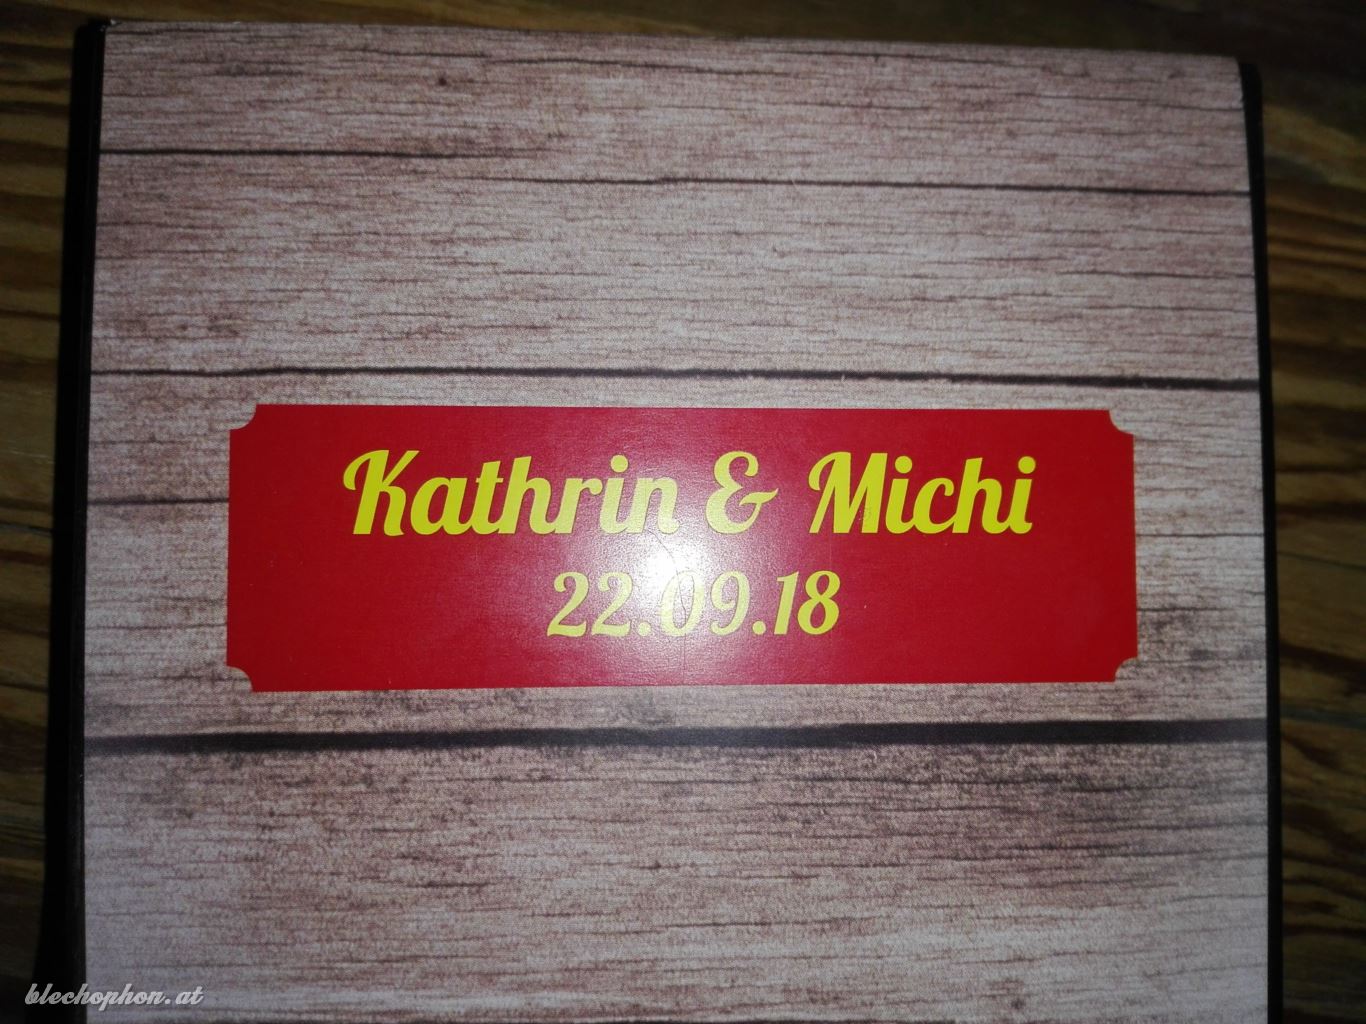 Kathrin & Michi
22.09.18
blechophon.at